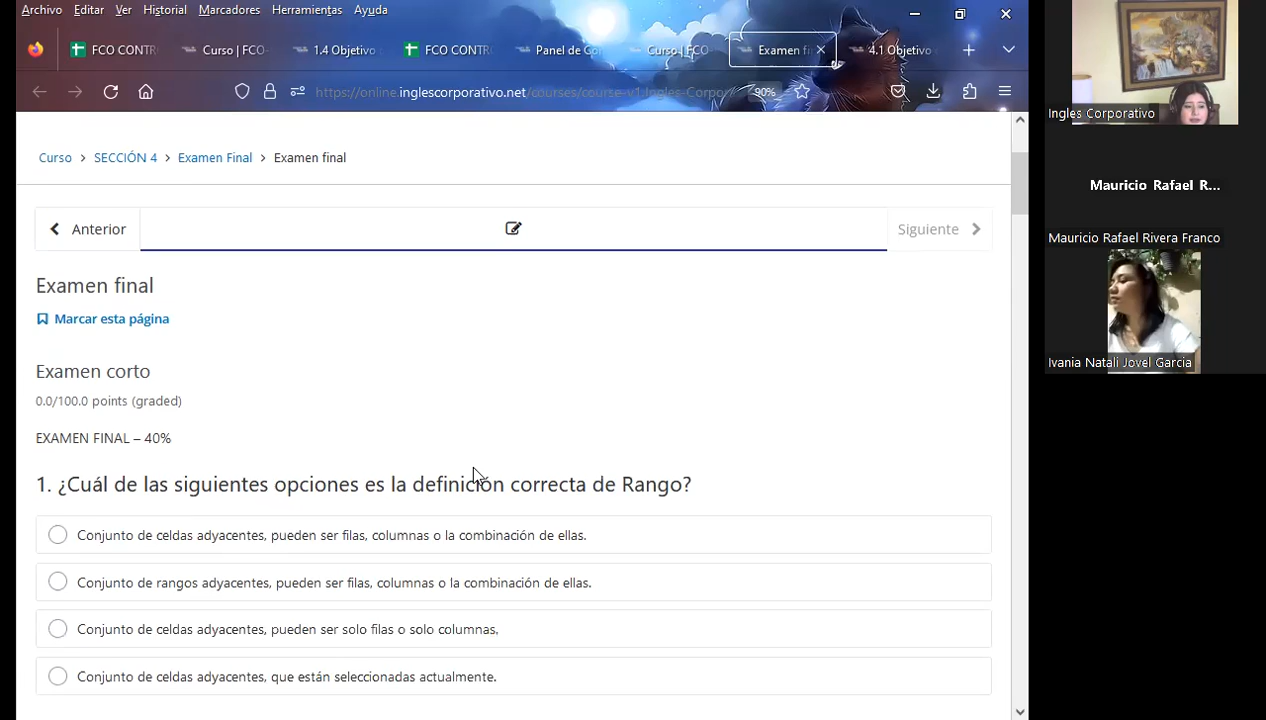 Archivo Editar Ver Historial Marcadores Herramientas Ayuda
FCO CONTR Curso | FCO- 1.4 Objetivo FCO CONTR Panel de Co Curso | FCO Examen fi 4.1 Objetivo
https://online.inglescorporativo.net/courses/course-v1:Ingles-Corpor 90%
Curso > SECCIÓN 4 > Examen Final > Examen final
Anterior Siguiente
Examen final
Marcar esta página
Examen corto
0.0/100.0 points (graded)
EXAMEN FINAL – 40%
1. ¿Cuál de las siguientes opciones es la definición correcta de Rango?
Conjunto de celdas adyacentes, pueden ser filas, columnas o la combinación de ellas.
Conjunto de rangos adyacentes, pueden ser filas, columnas o la combinación de ellas.
Conjunto de celdas adyacentes, pueden ser solo filas o solo columnas.
Conjunto de celdas adyacentes, que están seleccionadas actualmente.
Ingles Corporativo
Mauricio Rafael R...
Mauricio Rafael Rivera Franco
Ivania Natali Jovel Garcia